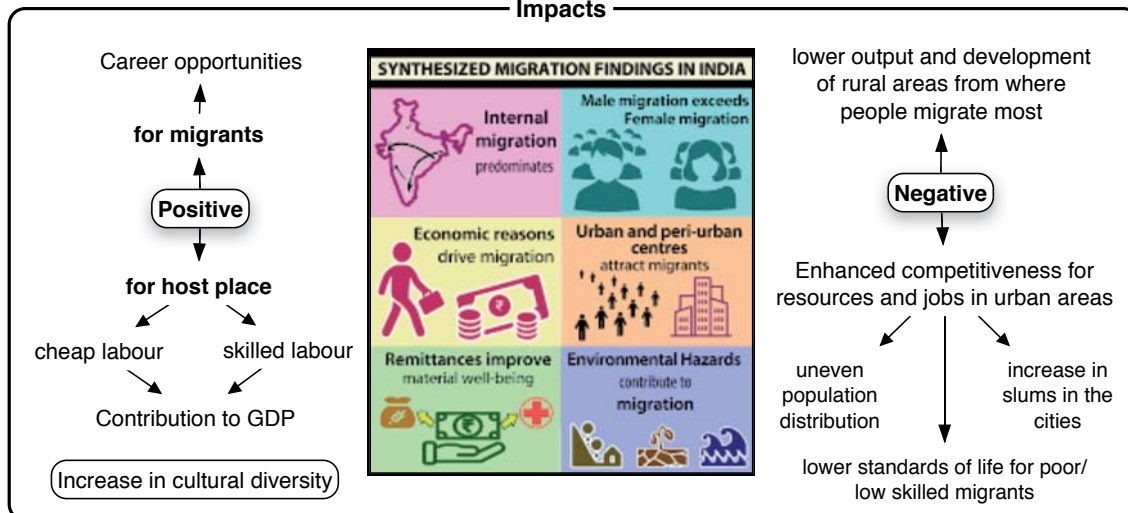 Impacts
Career opportunities
for migrants
Positive
for host place
cheap labour
skilled labour
Contribution to GDP
Increase in cultural diversity
SYNTHESIZED MIGRATION FINDINGS IN INDIA
Internal
migration
predominates
Male migration exceeds
Female migration
Economic reasons
drive migration
Urban and peri-urban
centres
attract migrants
Remittances improve
material well-being
Environmental Hazards
contribute to
migration
lower output and development
of rural areas from where
people migrate most
Negative
Enhanced competitiveness for
resources and jobs in urban areas
uneven
population
distribution
increase in
slums in the
cities
lower standards of life for poor/
low skilled migrants